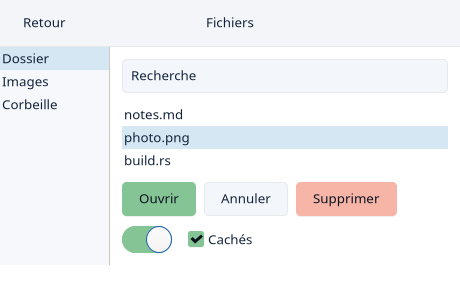 Retour
Fichiers
Dossier
Images
Corbeille
Recherche
notes.md
photo.png
build.rs
Ouvrir
Annuler
Supprimer
Cachés